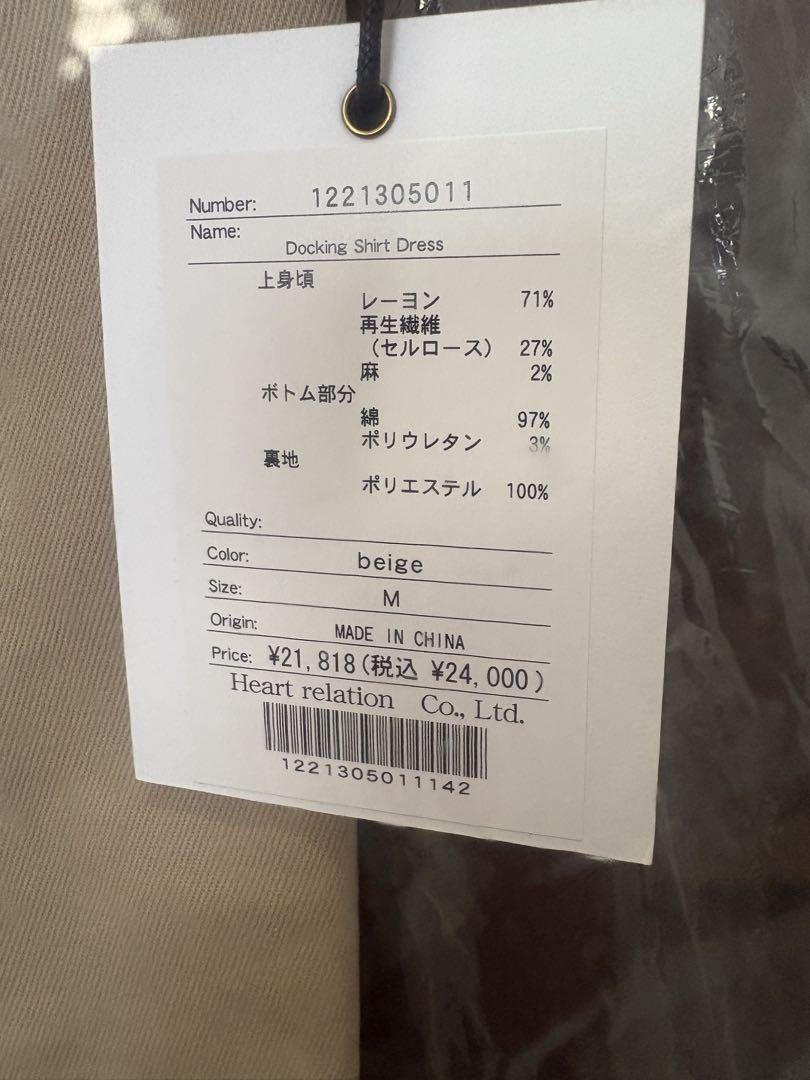 Number: 1221305011
Name:
Docking Shirt Dress
上身頃
レーヨン 71%
再生繊維
(セルロース) 27%
麻 2%
ボトム部分
綿 97%
ポリウレタン 3%
裏地
ポリエステル 100%
Quality:
Color: beige
Size: M
Origin: MADE IN CHINA
Price: ¥21,818(税込 ¥24,000)
Heart relation Co., Ltd.
1221305011142